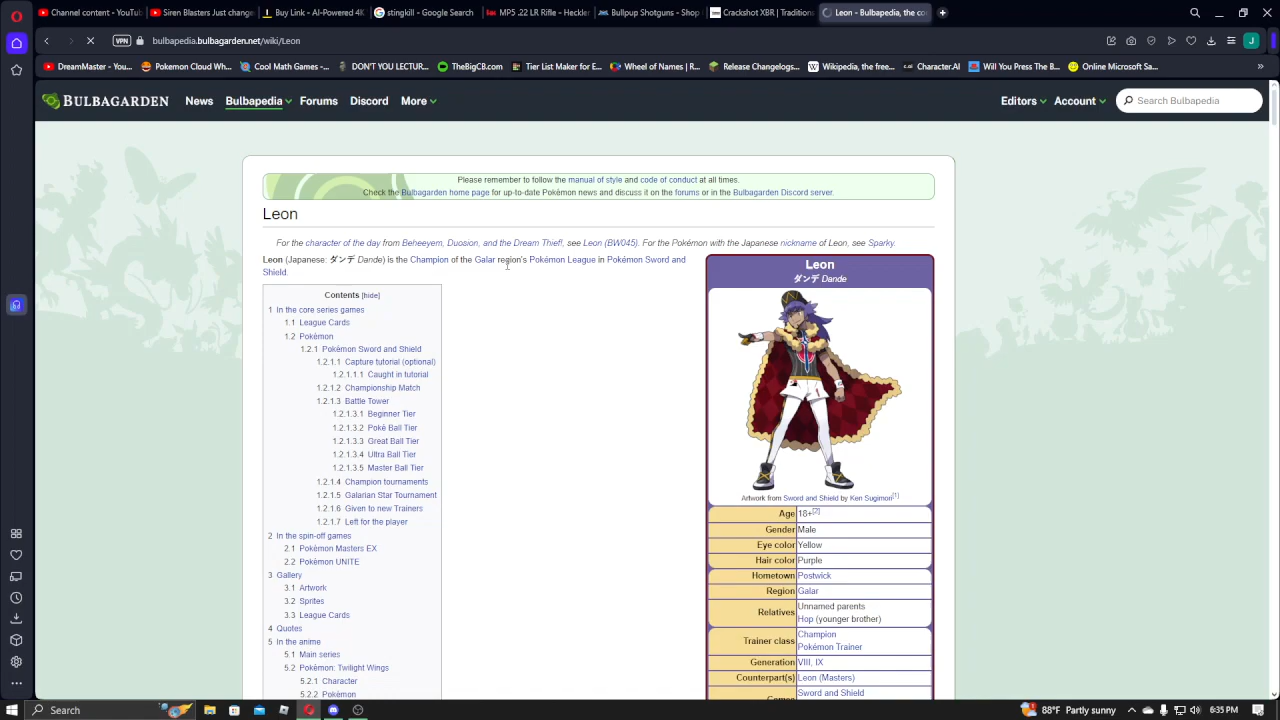 Channel content - YouTub
Siren Blasters Just change
Buy Link - AI-Powered 4K
stingkill - Google Search
MP5 .22 LR Rifle – Heckler
Bullpup Shotguns - Shop
Crackshot XBR | Tradition
Leon - Bulbapedia, the co
VPN
bulbapedia.bulbagarden.net/wiki/Leon
J
DreamMaster - You...
Pokemon Cloud Wh...
Cool Math Games -...
DON'T YOU LECTUR...
TheBigCB.com
Tier List Maker for E...
Wheel of Names | R...
Release Changelogs...
Wikipedia, the free...
c.ai
Character.AI
Will You Press The B...
Online Microsoft Sa...
»
BULBAGARDEN
News
Bulbapedia
Forums
Discord
More
Editors
Account
Search Bulbapedia
Please remember to follow the manual of style and code of conduct at all times.
Check the Bulbagarden home page for up-to-date Pokémon news and discuss it on the forums or in the Bulbagarden Discord server.
Leon
For the character of the day from Beheeyem, Duosion, and the Dream Thief!, see Leon (BW045). For the Pokémon with the Japanese nickname of Leon, see Sparky.
Leon (Japanese: ダンデ Dande) is the Champion of the Galar region's Pokémon League in Pokémon Sword and
Shield.
Contents [hide]
1 In the core series games
1.1 League Cards
1.2 Pokémon
1.2.1 Pokémon Sword and Shield
1.2.1.1 Capture tutorial (optional)
1.2.1.1.1 Caught in tutorial
1.2.1.2 Championship Match
1.2.1.3 Battle Tower
1.2.1.3.1 Beginner Tier
1.2.1.3.2 Poké Ball Tier
1.2.1.3.3 Great Ball Tier
1.2.1.3.4 Ultra Ball Tier
1.2.1.3.5 Master Ball Tier
1.2.1.4 Champion tournaments
1.2.1.5 Galarian Star Tournament
1.2.1.6 Given to new Trainers
1.2.1.7 Left for the player
2 In the spin-off games
2.1 Pokémon Masters EX
2.2 Pokémon UNITE
3 Gallery
3.1 Artwork
3.2 Sprites
3.3 League Cards
4 Quotes
5 In the anime
5.1 Main series
5.2 Pokémon: Twilight Wings
5.2.1 Character
5.2.2 Pokémon
Leon
ダンデ Dande
Artwork from Sword and Shield by Ken Sugimori[1]
Age 18+[2]
Gender Male
Eye color Yellow
Hair color Purple
Hometown Postwick
Region Galar
Relatives Unnamed parents
Hop (younger brother)
Trainer class Champion
Pokémon Trainer
Generation VIII, IX
Counterpart(s) Leon (Masters)
Games Sword and Shield
Search
88°F Partly sunny
6:35 PM